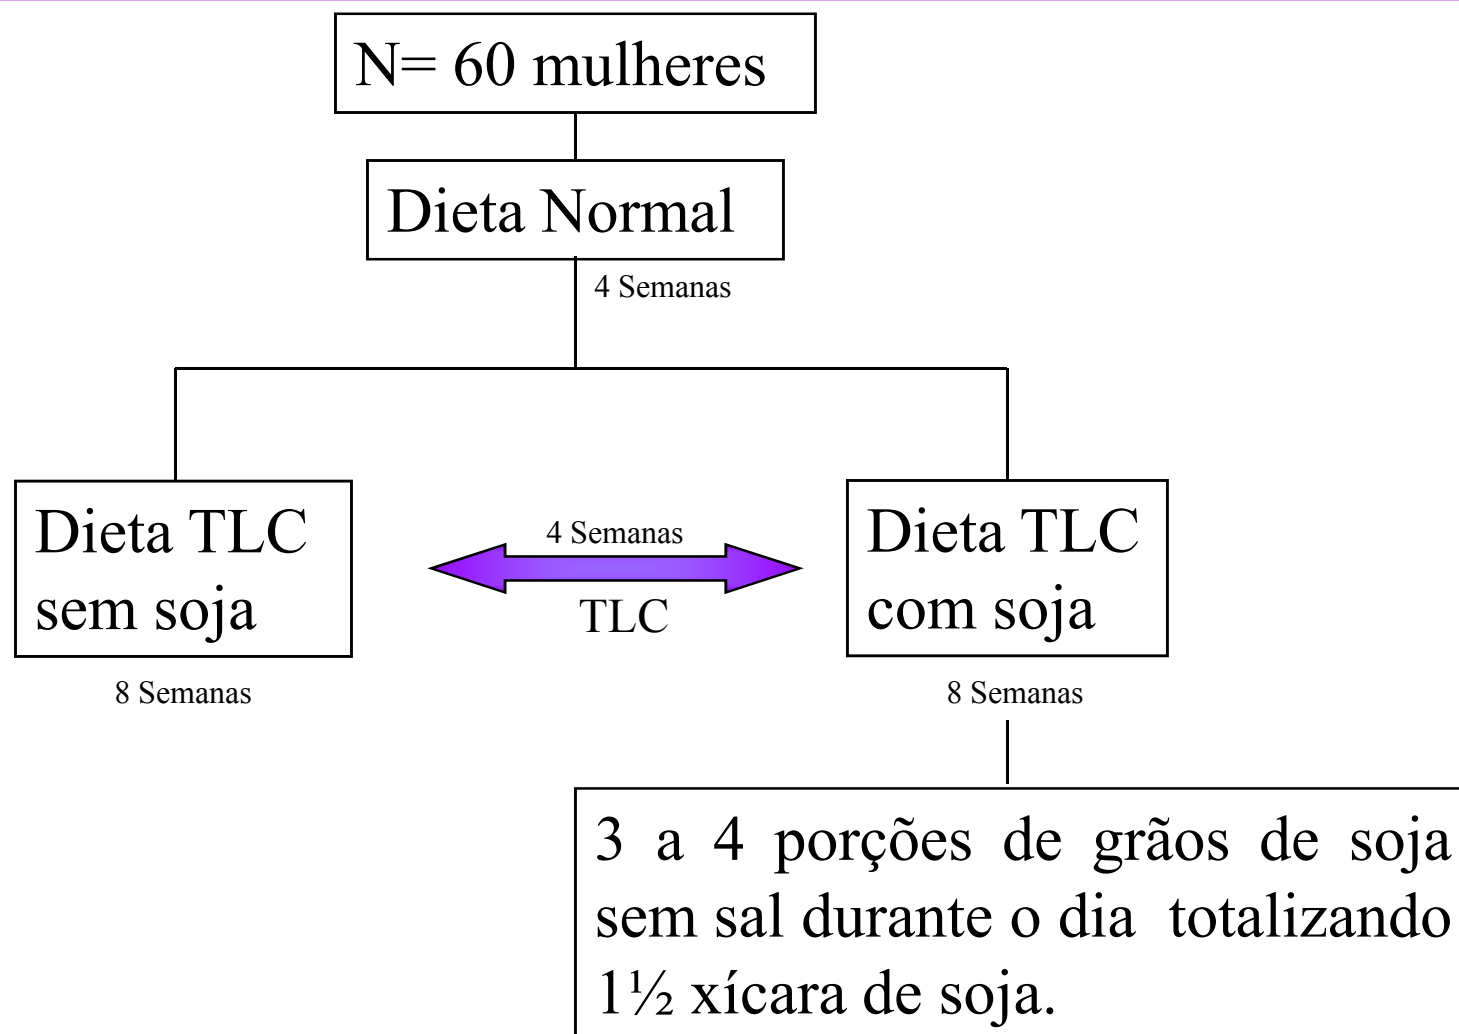 N= 60 mulheres
Dieta Normal
4 Semanas
Dieta TLC
sem soja
4 Semanas
TLC
Dieta TLC
com soja
8 Semanas
8 Semanas
3 a 4 porções de grãos de soja
sem sal durante o dia totalizando
1½ xícara de soja.